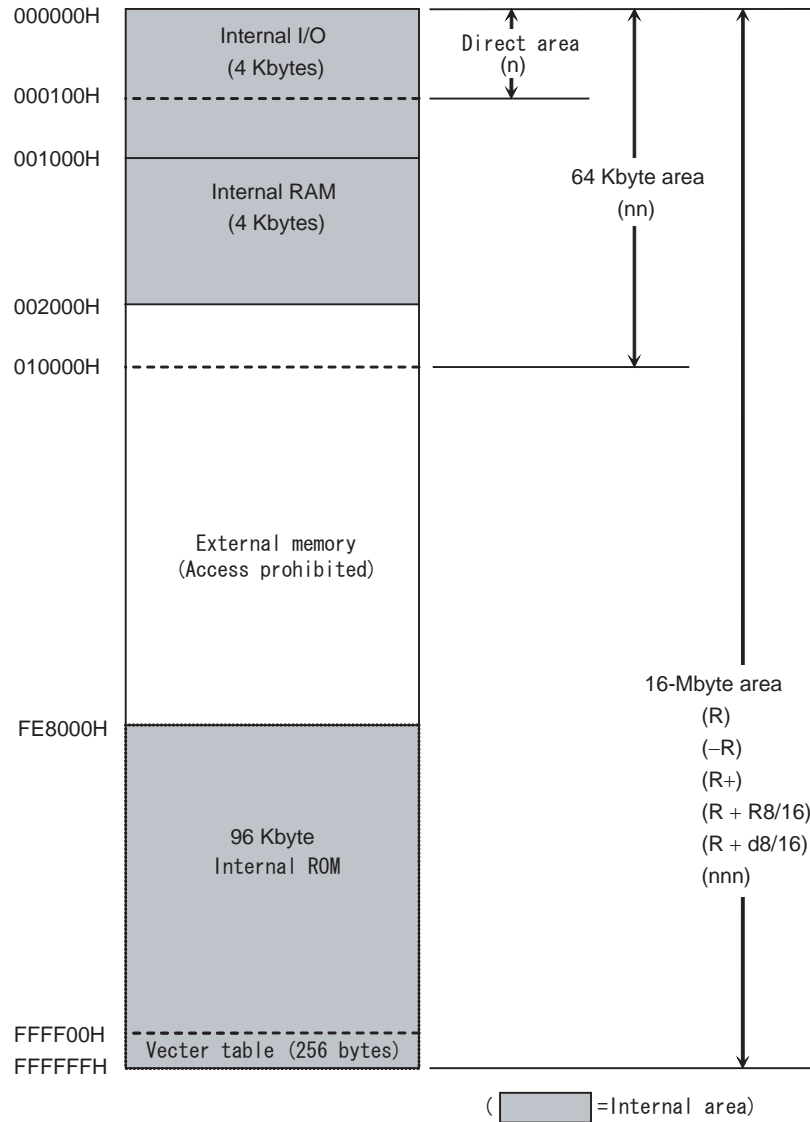 000000H
Internal I/O
(4 Kbytes)
Direct area
(n)
000100H
001000H
64 Kbyte area
(nn)
Internal RAM
(4 Kbytes)
002000H
010000H
External memory
(Access prohibited)
16-Mbyte area
(R)
(−R)
(R+)
(R + R8/16)
(R + d8/16)
(nnn)
FE8000H
96 Kbyte
Internal ROM
FFFF00H
Vecter table (256 bytes)
FFFFFFH
( =Internal area)